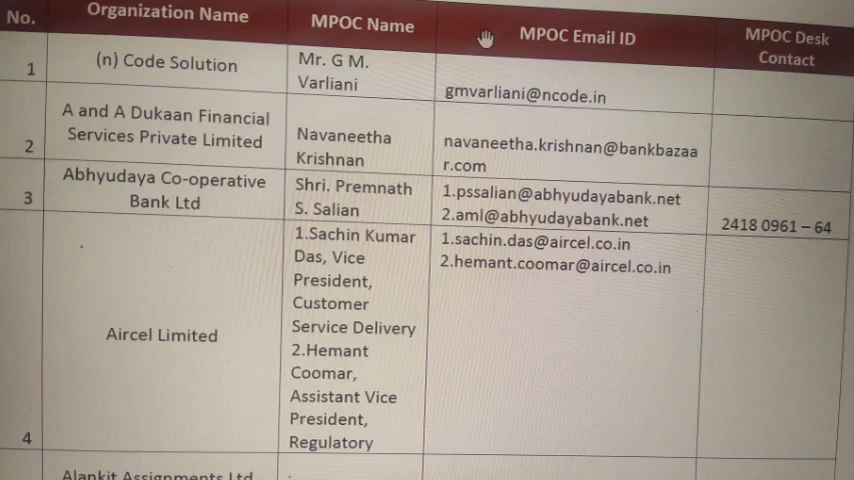 No.
Organization Name
MPOC Name
MPOC Email ID
MPOC Desk
Contact
1
(n) Code Solution
Mr. G M.
Varliani
gmvarliani@ncode.in
2
A and A Dukaan Financial
Services Private Limited
Navaneetha
Krishnan
navaneetha.krishnan@bankbazaa
r.com
3
Abhyudaya Co-operative
Bank Ltd
Shri. Premnath
S. Salian
1.pssalian@abhyudayabank.net
2.aml@abhyudayabank.net
2418 0961 – 64
4
Aircel Limited
1.Sachin Kumar
Das, Vice
President,
Customer
Service Delivery
2.Hemant
Coomar,
Assistant Vice
President,
Regulatory
1.sachin.das@aircel.co.in
2.hemant.coomar@aircel.co.in
Alankit Assignments Ltd